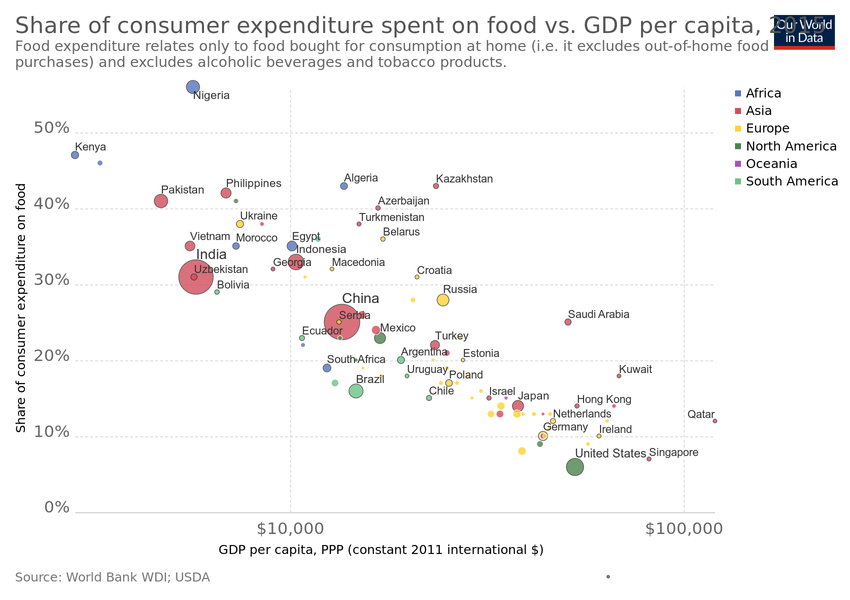 Share of consumer expenditure spent on food vs. GDP per capita, 2015
Our World
in Data
Food expenditure relates only to food bought for consumption at home (i.e. it excludes out-of-home food
purchases) and excludes alcoholic beverages and tobacco products.
Africa
Asia
Europe
North America
Oceania
South America
Share of consumer expenditure on food
50%
40%
30%
20%
10%
0%
Nigeria
Kenya
Pakistan
Philippines
Algeria
Kazakhstan
Azerbaijan
Ukraine
Turkmenistan
Vietnam
Morocco
Egypt
Belarus
India
Indonesia
Uzbekistan
Georgia
Macedonia
Croatia
Bolivia
China
Russia
Serbia
Saudi Arabia
Ecuador
Mexico
Turkey
South Africa
Argentina
Estonia
Brazil
Uruguay
Poland
Kuwait
Chile
Israel
Japan
Hong Kong
Netherlands
Qatar
Germany
Ireland
United States
Singapore
$10,000
$100,000
GDP per capita, PPP (constant 2011 international $)
Source: World Bank WDI; USDA